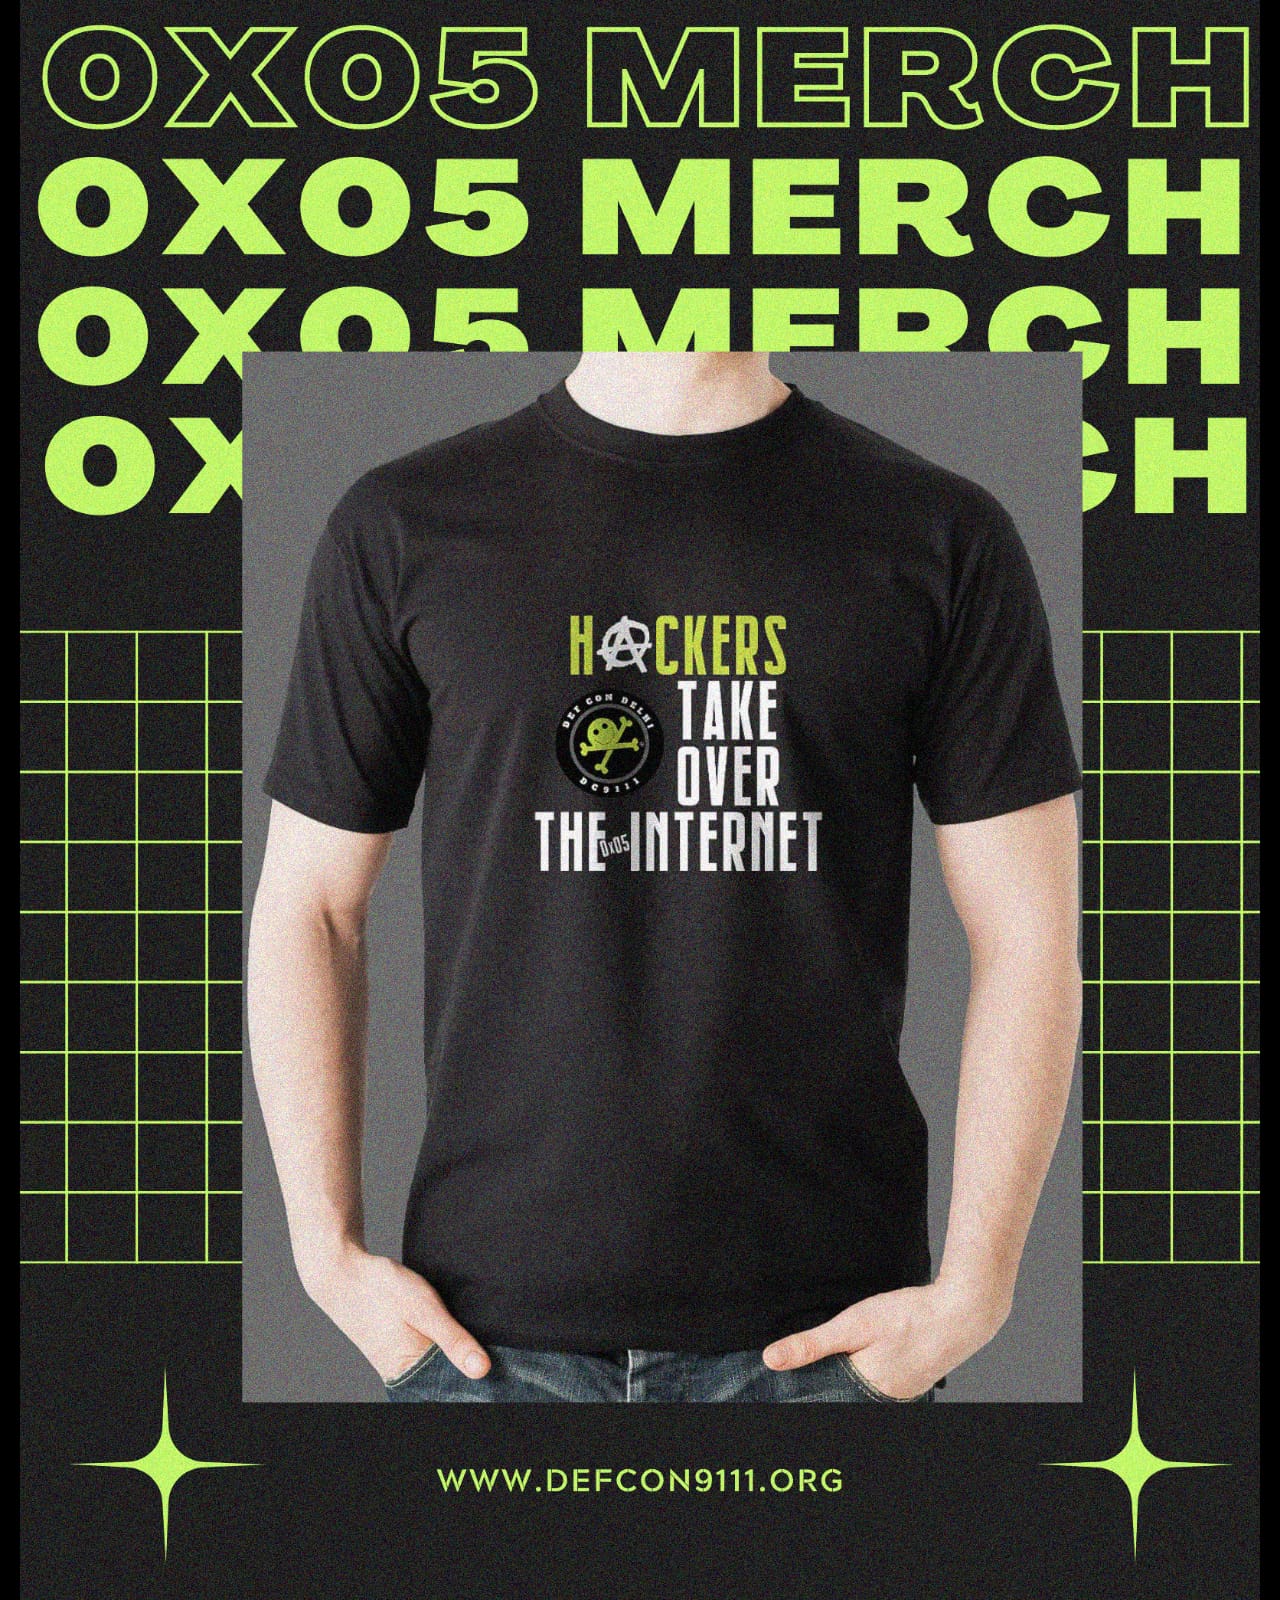 0X05 MERCH
0X05 MERCH
0X05 MERCH
0X CH
HACKERS
DEF CON DELHI
TAKE
OVER
DC9111
THE 0x05 INTERNET
WWW.DEFCON9111.ORG